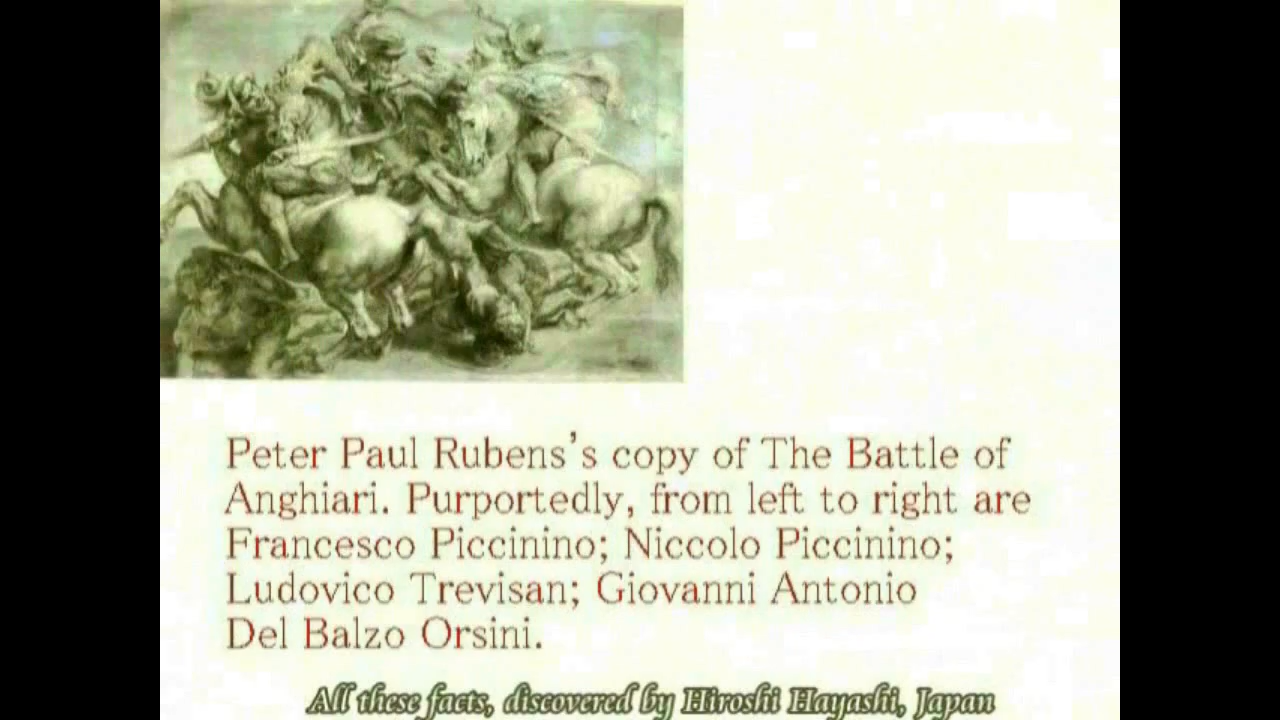 Peter Paul Rubens's copy of The Battle of
Anghiari. Purportedly, from left to right are
Francesco Piccinino; Niccolo Piccinino;
Ludovico Trevisan; Giovanni Antonio
Del Balzo Orsini.
All these facts, discovered by Hiroshi Hayashi, Japan